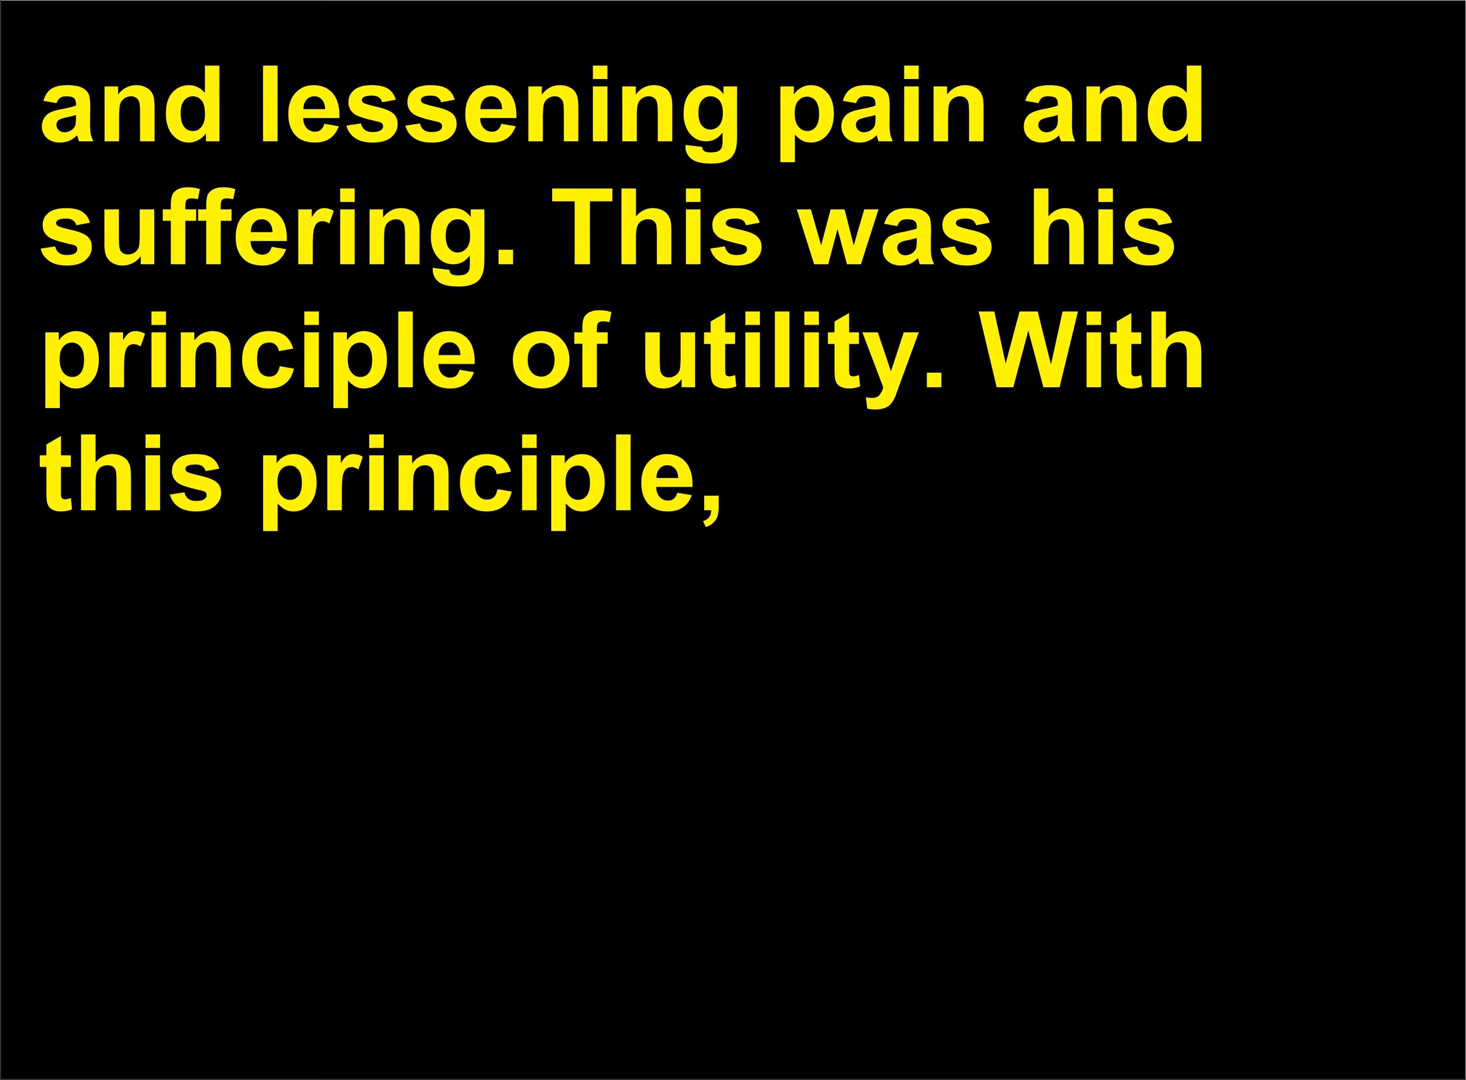 and lessening pain and
suffering. This was his
principle of utility. With
this principle,